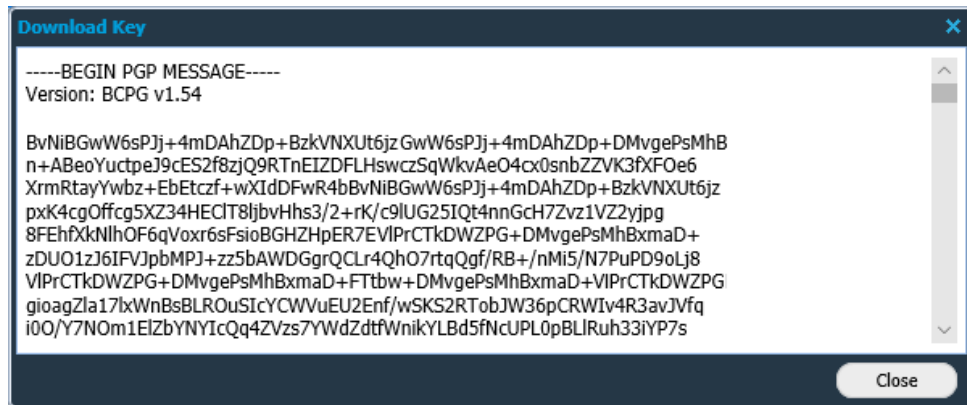 Download Key
-----BEGIN PGP MESSAGE-----
Version: BCPG v1.54
BvNiBGwW6sPJj+4mDAhZDp+BzkVNXUt6jzGwW6sPJj+4mDAhZDp+DMvgePsMhB
n+ABeoYuctpeJ9cES2f8zjQ9RTnEIZDFLHswczSqWkvAeO4cx0snbZZVK3fXFOe6
XrmRtayYwbz+EbEtczf+wXIdDFwR4bBvNiBGwW6sPJj+4mDAhZDp+BzkVNXUt6jz
pxK4cgOffcg5XZ34HEClT8ljbvHhs3/2+rK/c9lUG25IQt4nnGcH7Zvz1VZ2yjpg
8FEhfXkNlhOF6qVoxr6sFsioBGHZHpER7EVlPrCTkDWZPG+DMvgePsMhBxmaD+
zDUO1zJ6IFVJpbMPJ+zz5bAWDGgrQCLr4QhO7rtqQgf/RB+/nMi5/N7PuPD9oLj8
VlPrCTkDWZPG+DMvgePsMhBxmaD+FTtbw+DMvgePsMhBxmaD+VlPrCTkDWZPG
gioagZla17lxWnBsBLROuSIcYCWVuEU2Enf/wSKS2RTobJW36pCRWIv4R3avJVfq
i0O/Y7NOm1ElZbYNYIcQq4ZVzs7YWdZdtfWnikYLBd5fNcUPL0pBLlRuh33iYP7s
Close